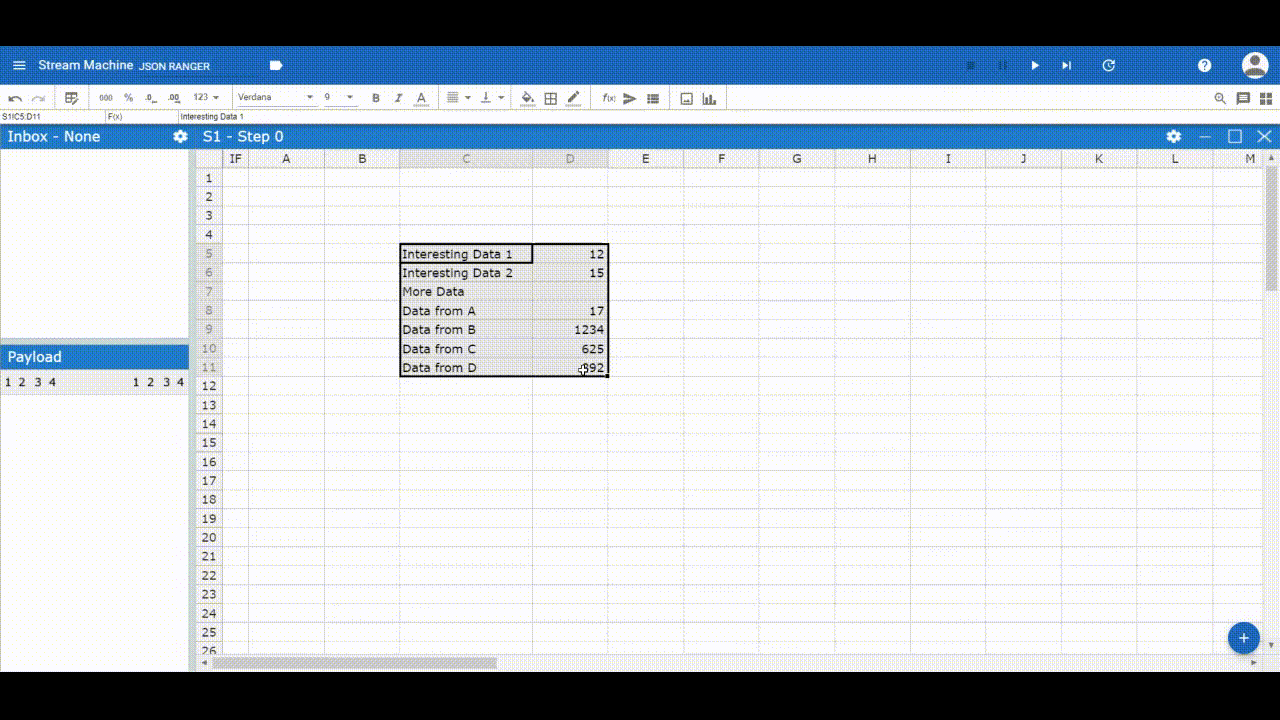 Stream Machine JSON RANGER
000 % .0 .00 123 Verdana 9 B I A f(x)
S1!C5:D11 F(x) Interesting Data 1
Inbox - None S1 - Step 0
IF A B C D E F G H I J K L M
1
2
3
4
5 Interesting Data 1 12
6 Interesting Data 2 15
7 More Data
8 Data from A 17
9 Data from B 1234
10 Data from C 625
11 Data from D
Payload
1 2 3 4 1 2 3 4
12
13
14
15
16
17
18
19
20
21
22
23
24
25
26